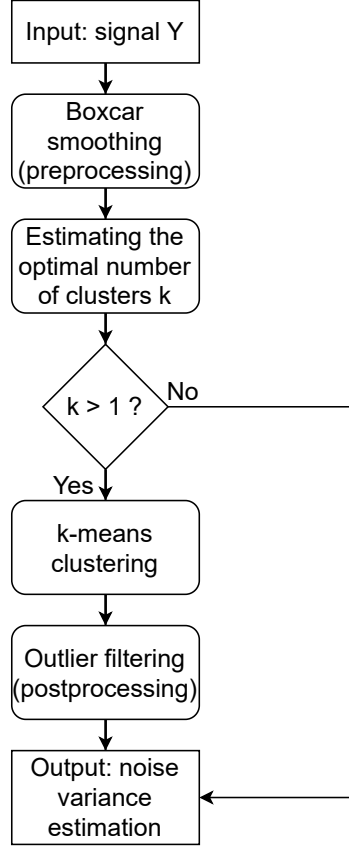 Input: signal Y
Boxcar
smoothing
(preprocessing)
Estimating the
optimal number
of clusters k
k > 1 ?
No
Yes
k-means
clustering
Outlier filtering
(postprocessing)
Output: noise
variance
estimation